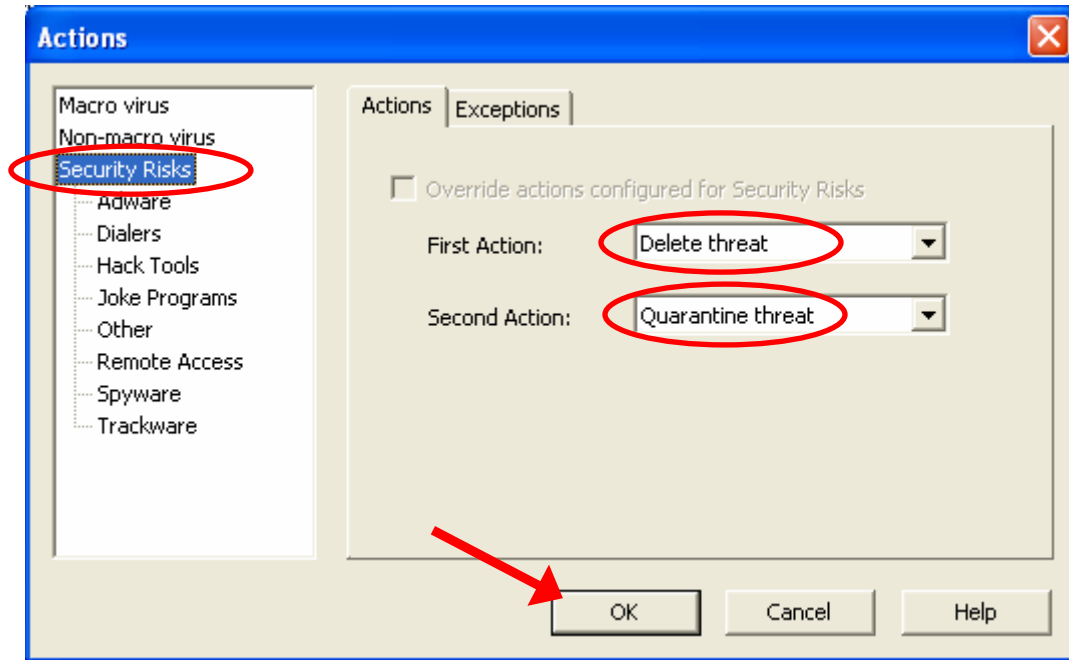 Actions
Macro virus
Non-macro virus
Security Risks
Adware
Dialers
Hack Tools
Joke Programs
Other
Remote Access
Spyware
Trackware
Actions Exceptions
Override actions configured for Security Risks
First Action: Delete threat
Second Action: Quarantine threat
OK Cancel Help